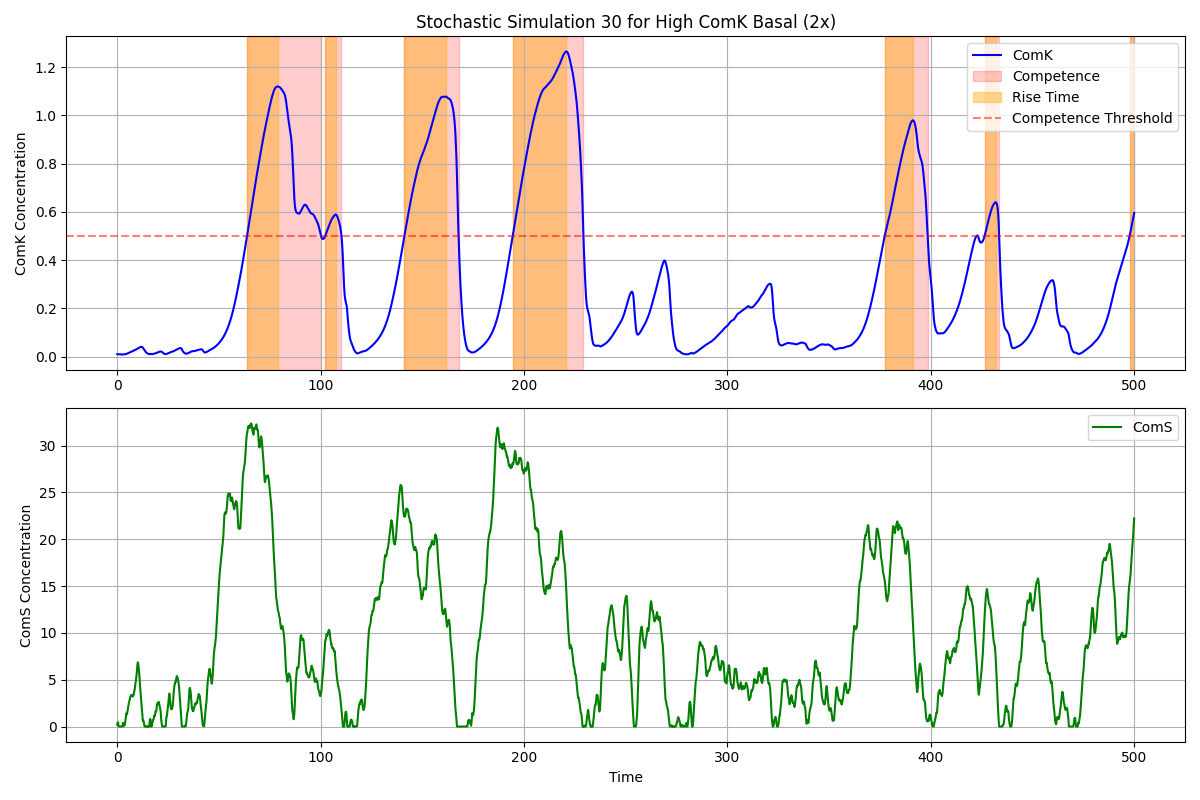 Stochastic Simulation 30 for High ComK Basal (2x)
ComK Concentration
1.2
1.0
0.8
0.6
0.4
0.2
0.0
ComK
Competence
Rise Time
Competence Threshold
0 100 200 300 400 500
ComS Concentration
30
25
20
15
10
5
0
ComS
0 100 200 300 400 500
Time